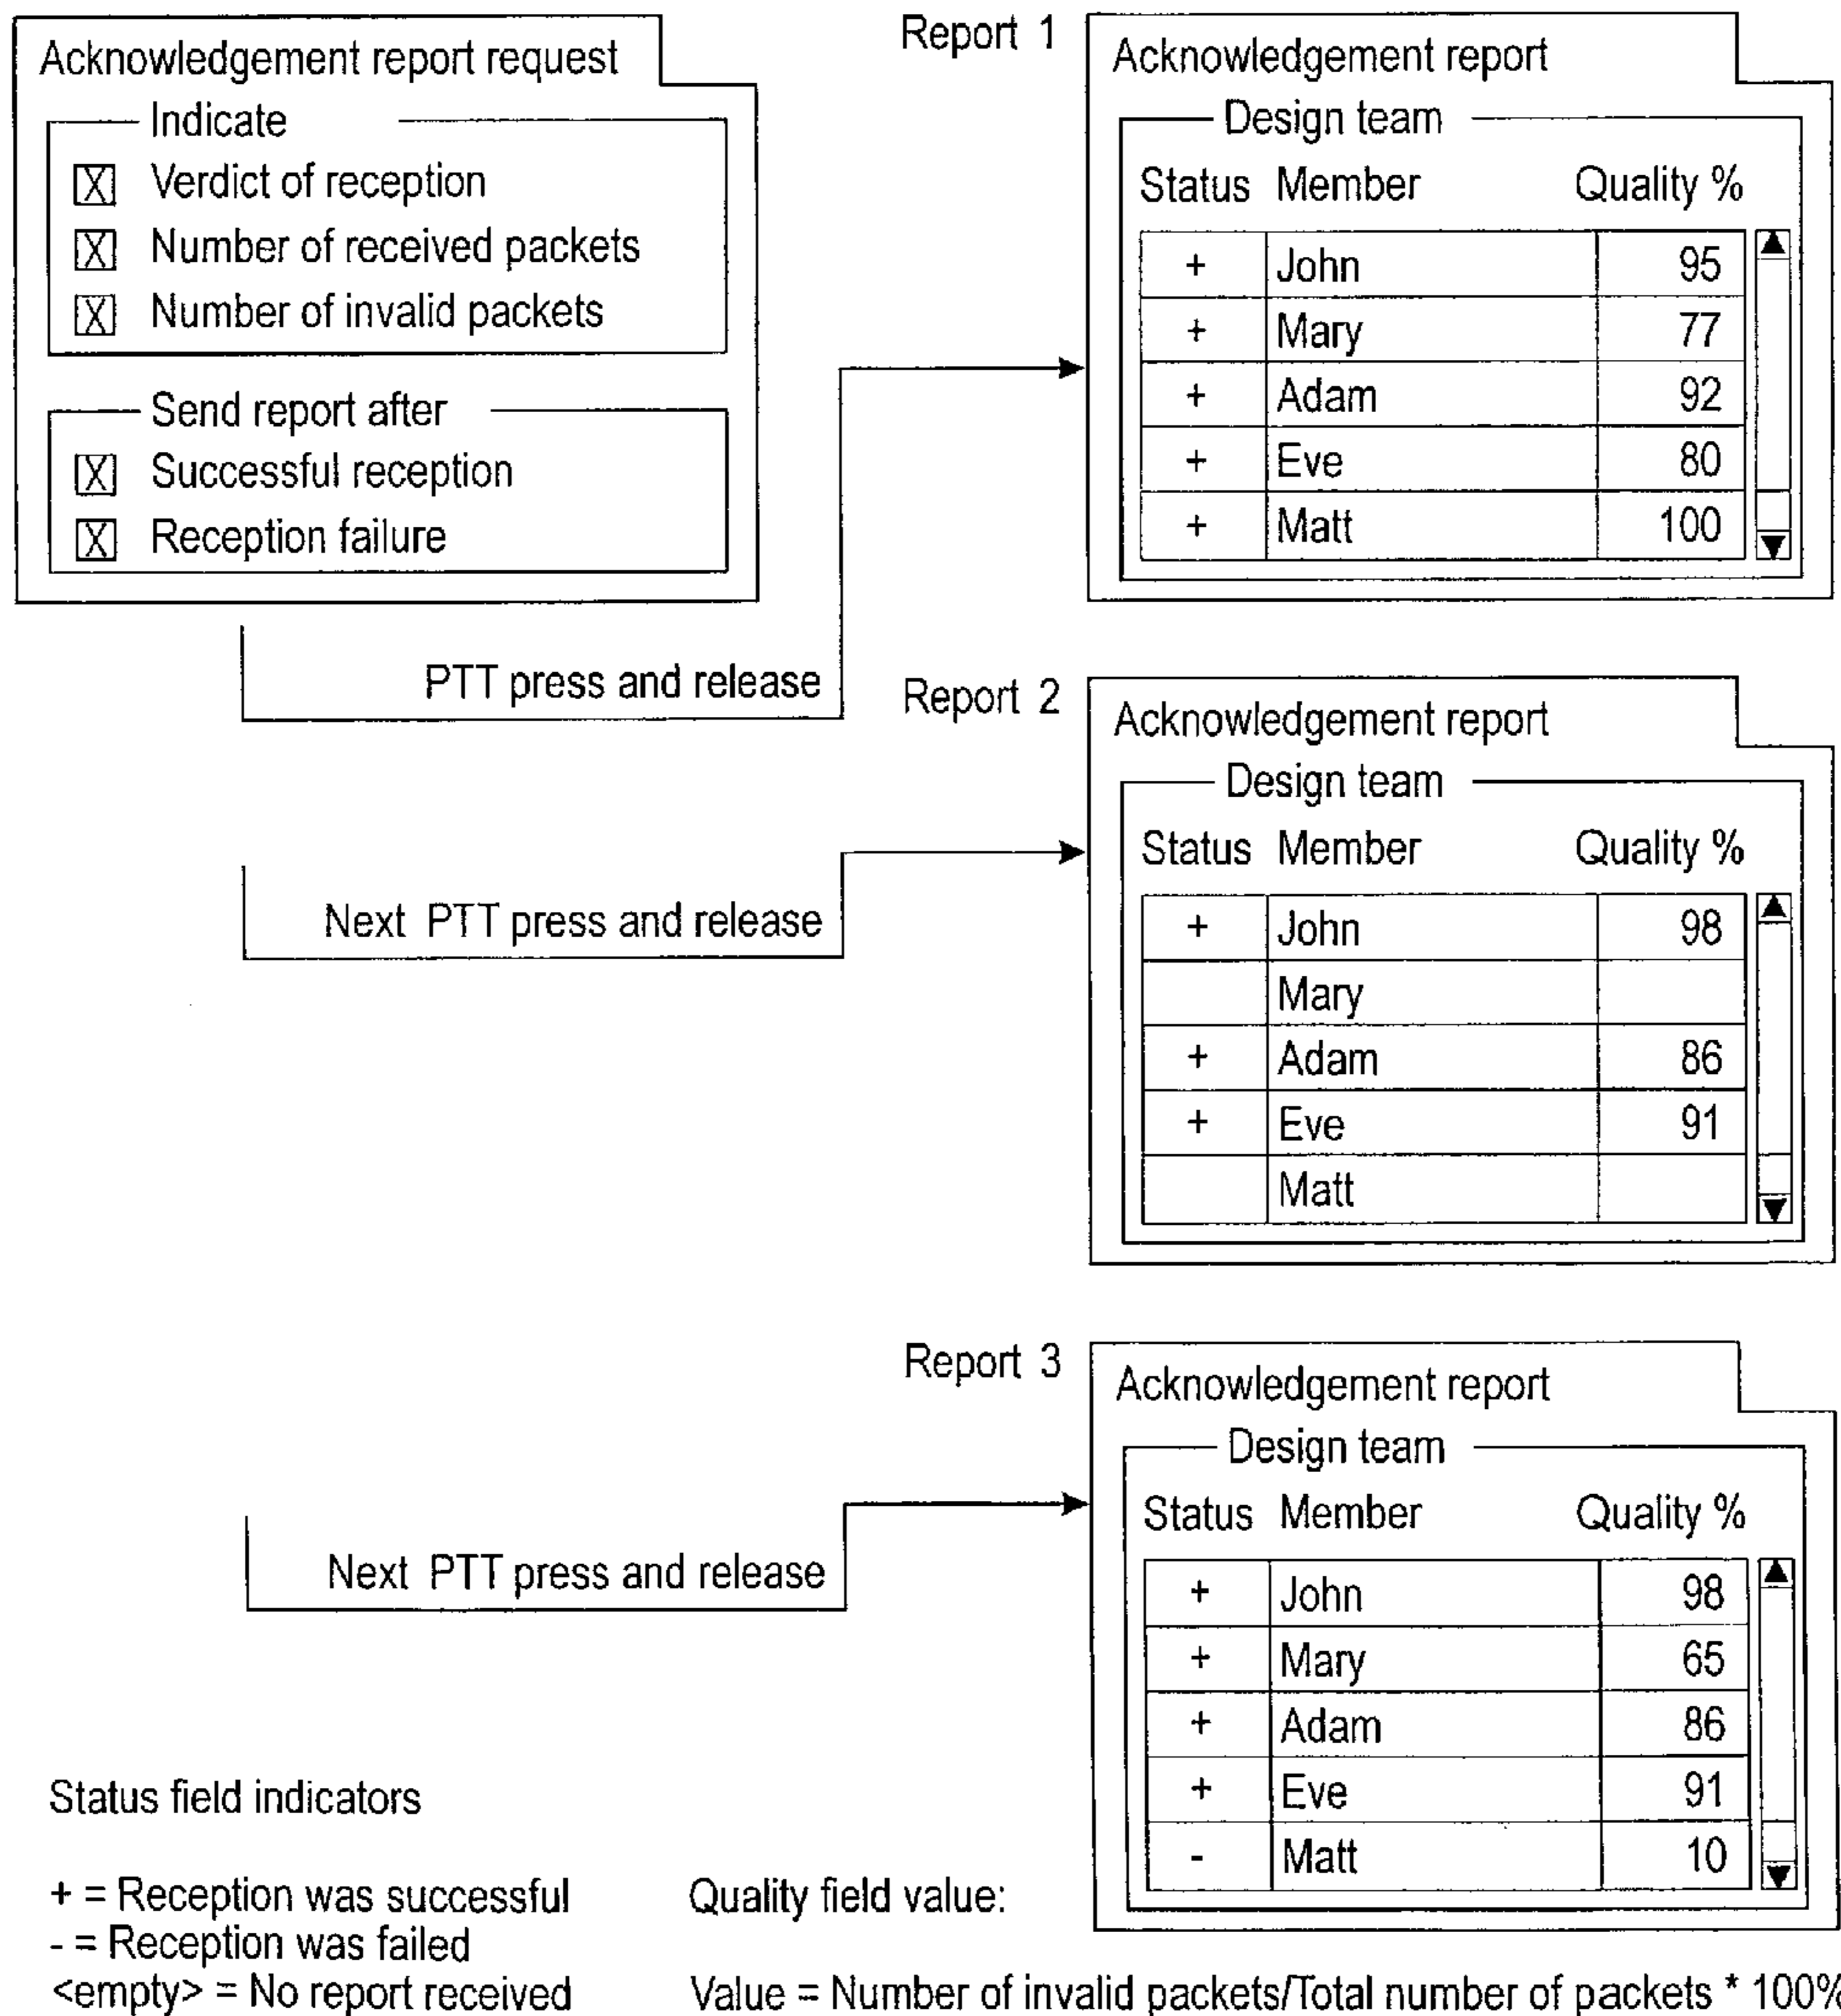 Acknowledgement report request
Indicate
[X] Verdict of reception
[X] Number of received packets
[X] Number of invalid packets
Send report after
[X] Successful reception
[X] Reception failure
PTT press and release
Report 1
Acknowledgement report
Design team
Status Member Quality %
+ John 95
+ Mary 77
+ Adam 92
+ Eve 80
+ Matt 100
Next PTT press and release
Report 2
Acknowledgement report
Design team
Status Member Quality %
+ John 98
Mary
+ Adam 86
+ Eve 91
Matt
Next PTT press and release
Report 3
Acknowledgement report
Design team
Status Member Quality %
+ John 98
+ Mary 65
+ Adam 86
+ Eve 91
- Matt 10
Status field indicators
+ = Reception was successful
- = Reception was failed
<empty> = No report received
Quality field value:
Value = Number of invalid packets/Total number of packets * 100%